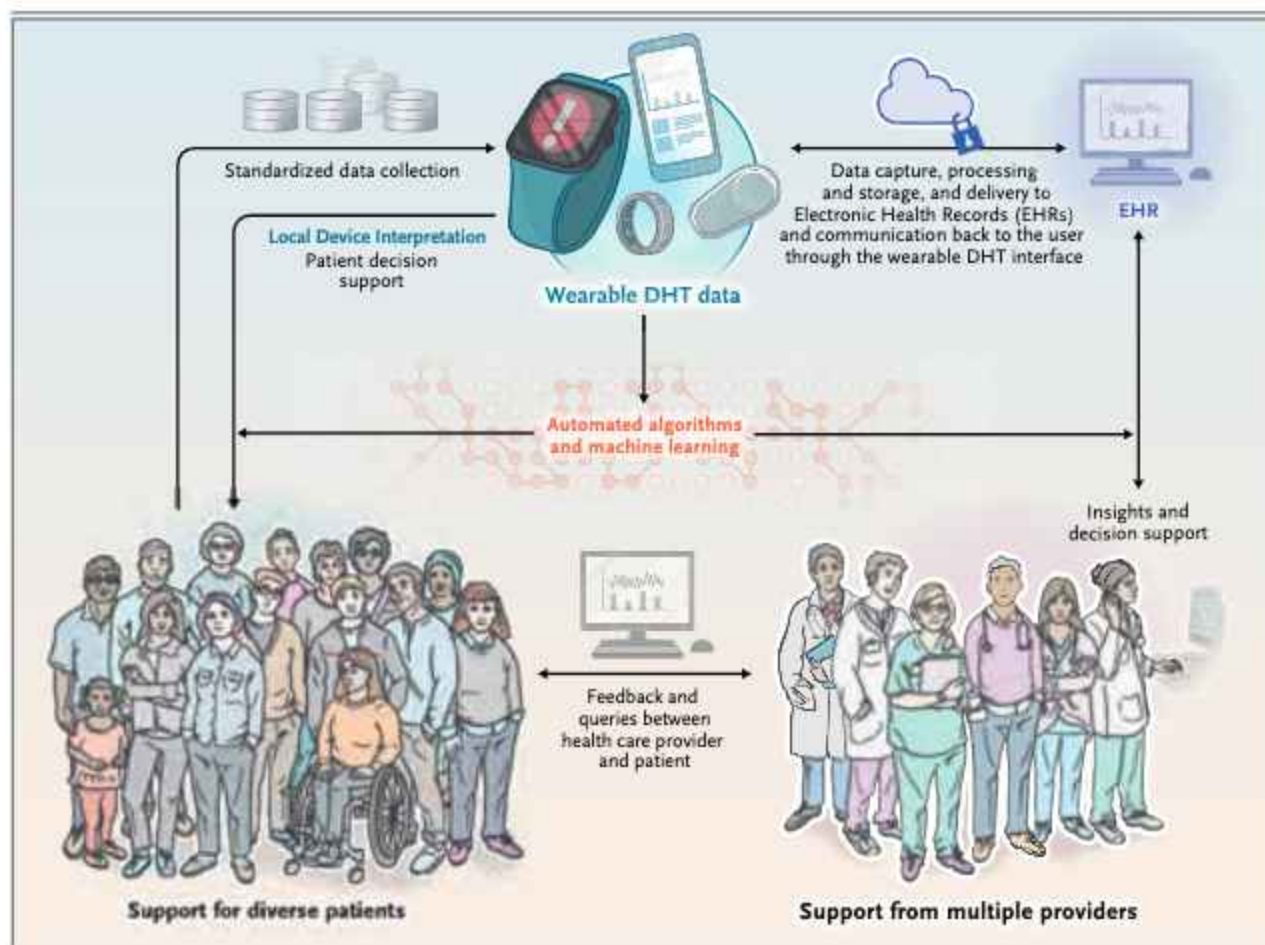 Standardized data collection
Local Device Interpretation
Patient decision
support
Wearable DHT data
Data capture, processing
and storage, and delivery to
Electronic Health Records (EHRs)
and communication back to the user
through the wearable DHT interface
EHR
Automated algorithms
and machine learning
Insights and
decision support
Feedback and
queries between
health care provider
and patient
Support for diverse patients
Support from multiple providers